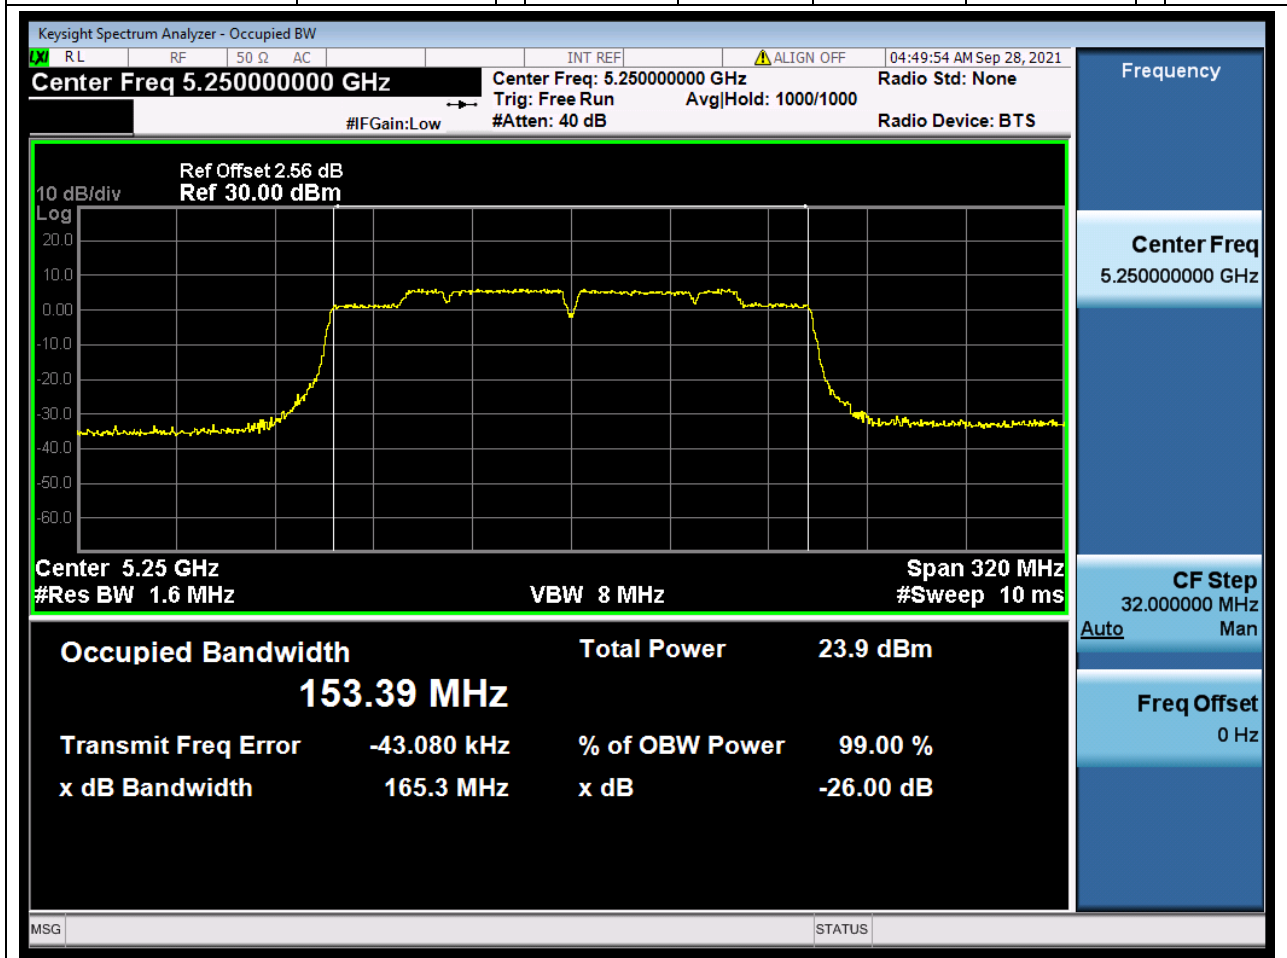 Keysight Spectrum Analyzer - Occupied BW
LXI RL RF 50 Ω AC INT REF ALIGN OFF 04:49:54 AM Sep 28, 2021
Center Freq 5.250000000 GHz
#IFGain:Low
Center Freq: 5.250000000 GHz
Trig: Free Run Avg|Hold: 1000/1000
#Atten: 40 dB
Radio Std: None
Radio Device: BTS
Ref Offset 2.56 dB
10 dB/div Ref 30.00 dBm
Log
20.0
10.0
0.00
-10.0
-20.0
-30.0
-40.0
-50.0
-60.0
Center 5.25 GHz Span 320 MHz
#Res BW 1.6 MHz VBW 8 MHz #Sweep 10 ms
Occupied Bandwidth Total Power 23.9 dBm
153.39 MHz
Transmit Freq Error -43.080 kHz % of OBW Power 99.00 %
x dB Bandwidth 165.3 MHz x dB -26.00 dB
MSG STATUS
Frequency
Center Freq
5.250000000 GHz
CF Step
32.000000 MHz
Auto Man
Freq Offset
0 Hz